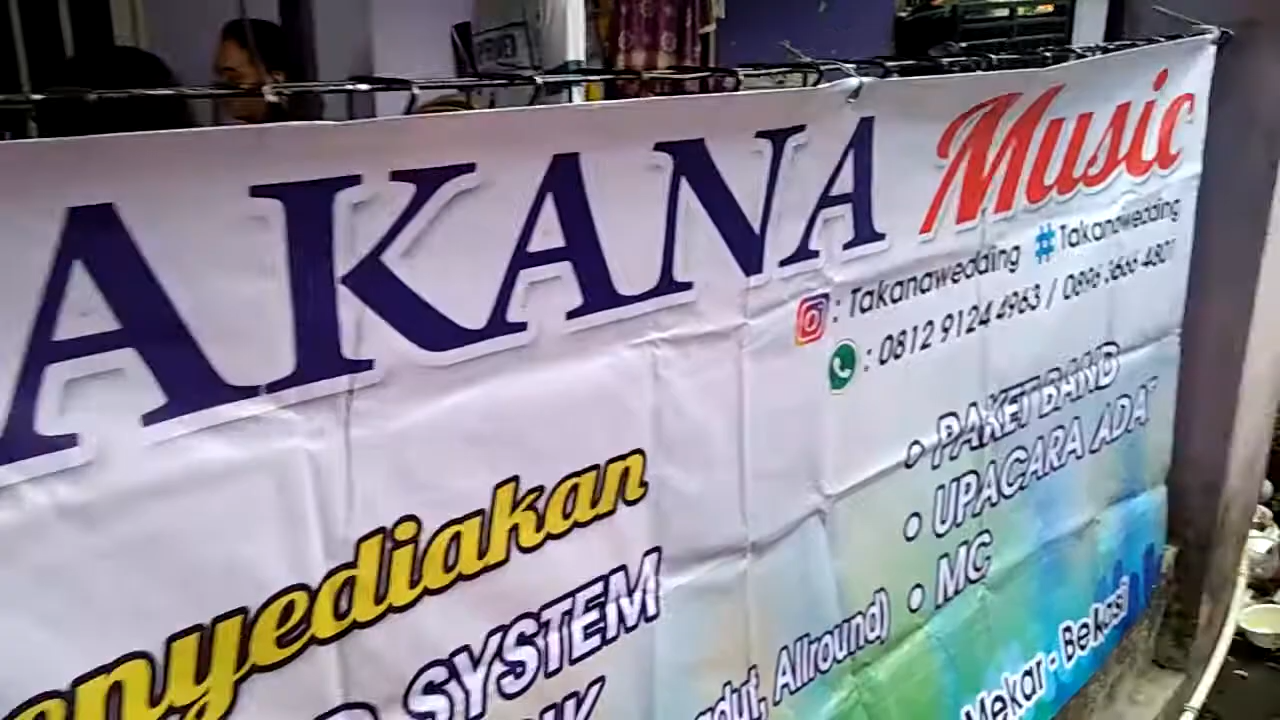 AKANA Music
: Takanawedding #Takanawedding
: 0812 9124 4963 / 0896 3666 4801
enyediakan
SYSTEM
• PAKET BAND
• UPACARA ADAT
• MC
Allround)
Mekar - Bekasi